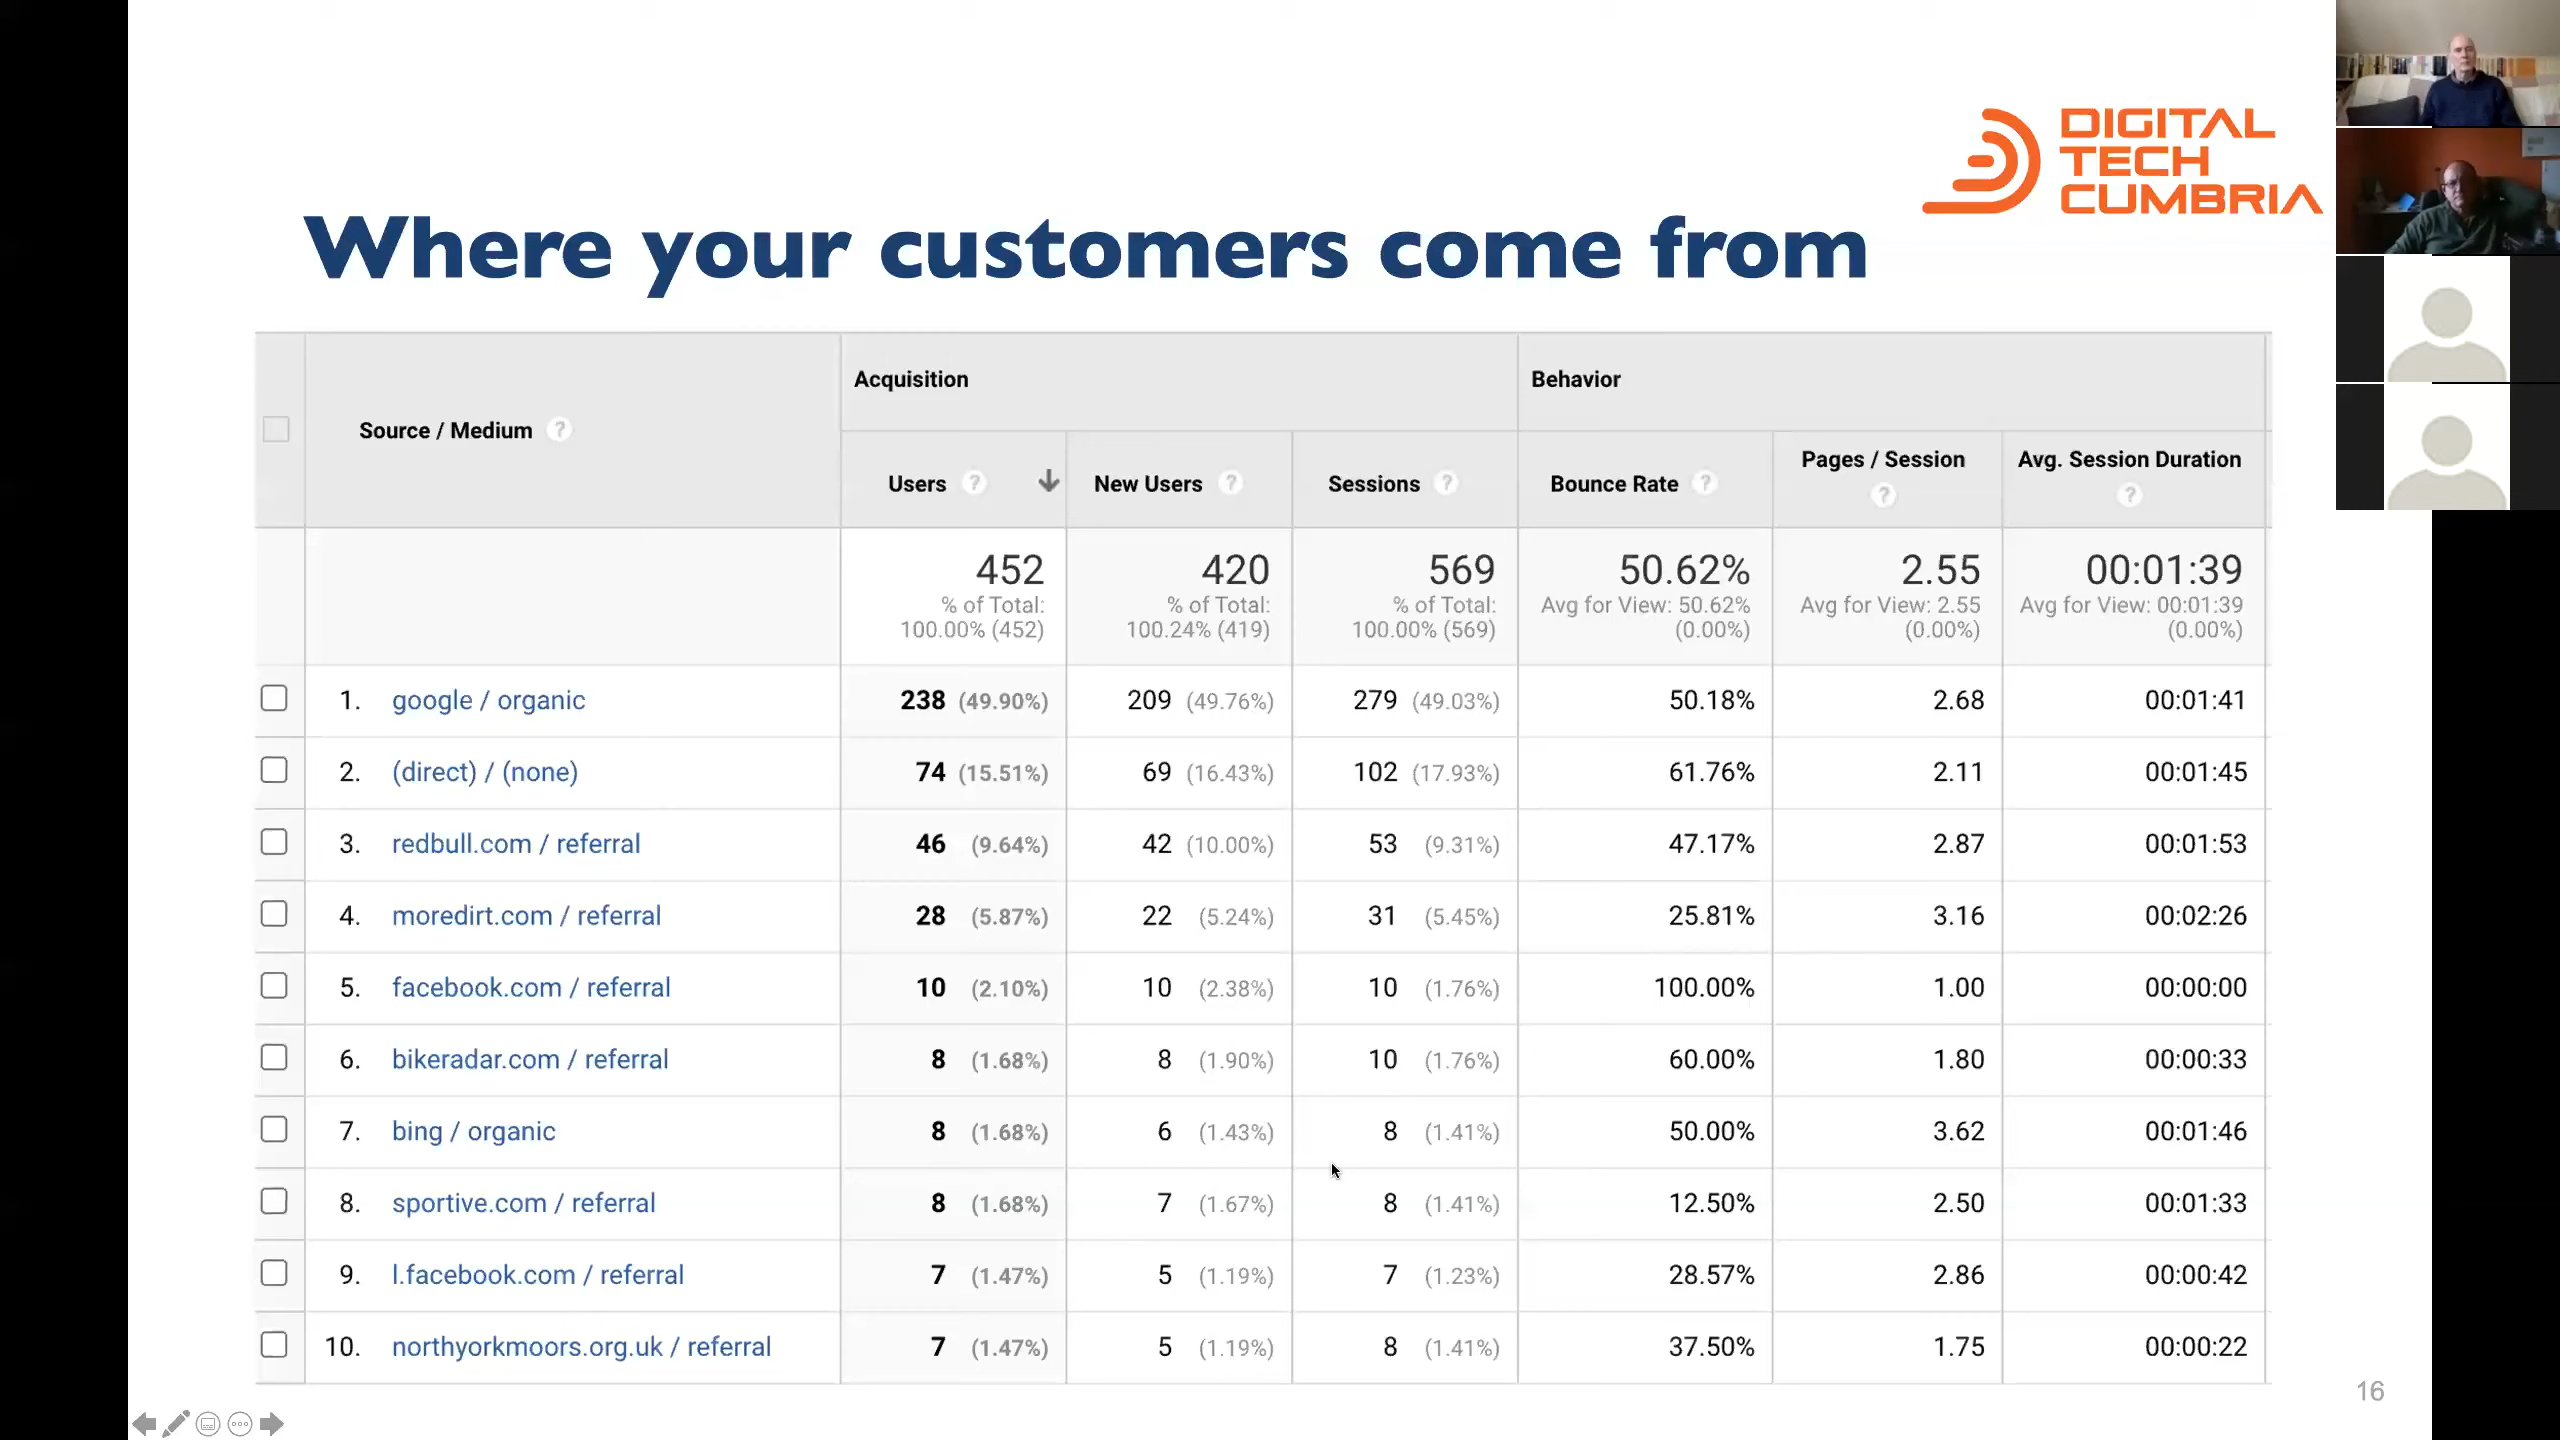 DIGITAL
TECH
CUMBRIA
Where your customers come from
Source / Medium ?
Acquisition
Behavior
Users ?
New Users ?
Sessions ?
Bounce Rate ?
Pages / Session
?
Avg. Session Duration
?
452
% of Total:
100.00% (452)
420
% of Total:
100.24% (419)
569
% of Total:
100.00% (569)
50.62%
Avg for View: 50.62%
(0.00%)
2.55
Avg for View: 2.55
(0.00%)
00:01:39
Avg for View: 00:01:39
(0.00%)
1. google / organic 238 (49.90%) 209 (49.76%) 279 (49.03%) 50.18% 2.68 00:01:41
2. (direct) / (none) 74 (15.51%) 69 (16.43%) 102 (17.93%) 61.76% 2.11 00:01:45
3. redbull.com / referral 46 (9.64%) 42 (10.00%) 53 (9.31%) 47.17% 2.87 00:01:53
4. moredirt.com / referral 28 (5.87%) 22 (5.24%) 31 (5.45%) 25.81% 3.16 00:02:26
5. facebook.com / referral 10 (2.10%) 10 (2.38%) 10 (1.76%) 100.00% 1.00 00:00:00
6. bikeradar.com / referral 8 (1.68%) 8 (1.90%) 10 (1.76%) 60.00% 1.80 00:00:33
7. bing / organic 8 (1.68%) 6 (1.43%) 8 (1.41%) 50.00% 3.62 00:01:46
8. sportive.com / referral 8 (1.68%) 7 (1.67%) 8 (1.41%) 12.50% 2.50 00:01:33
9. l.facebook.com / referral 7 (1.47%) 5 (1.19%) 7 (1.23%) 28.57% 2.86 00:00:42
10. northyorkmoors.org.uk / referral 7 (1.47%) 5 (1.19%) 8 (1.41%) 37.50% 1.75 00:00:22
16